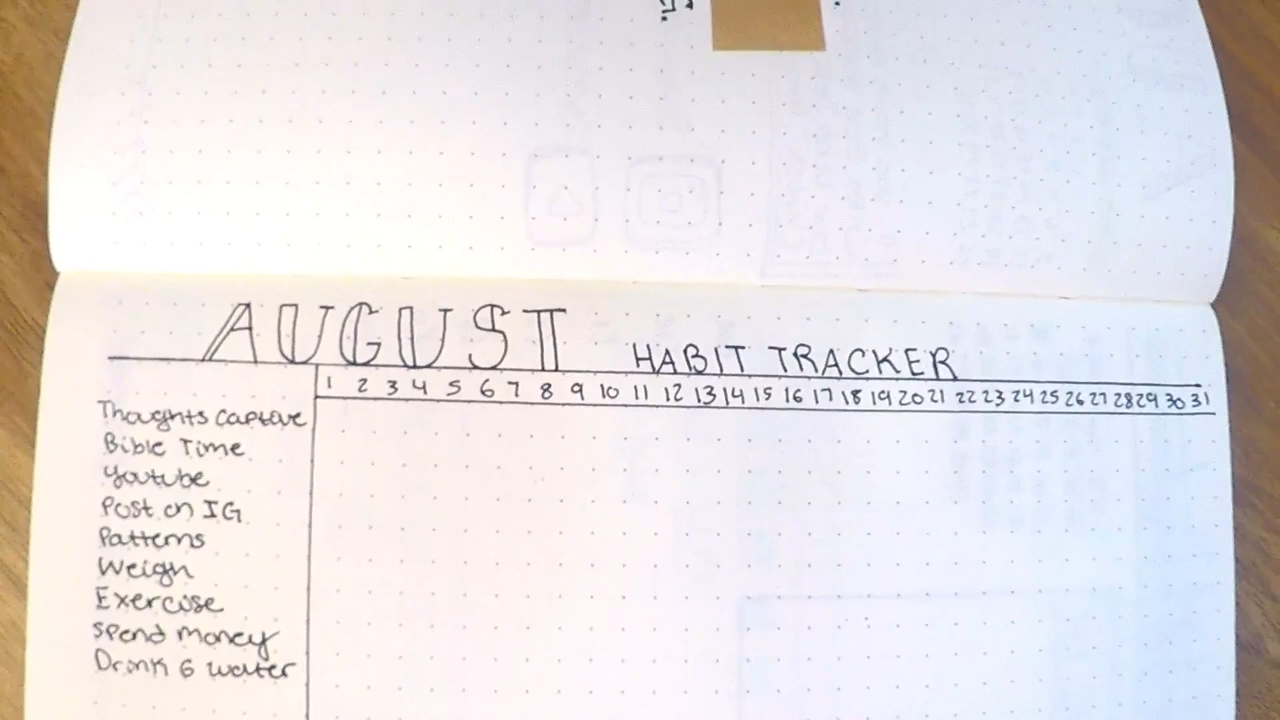 AUGUST HABIT TRACKER
1 2 3 4 5 6 7 8 9 10 11 12 13 14 15 16 17 18 19 20 21 22 23 24 25 26 27 28 29 30 31
Thoughts Captive
Bible Time
Youtube
Post on IG
Patterns
Weigh
Exercise
Spend Money
Drink 6 water